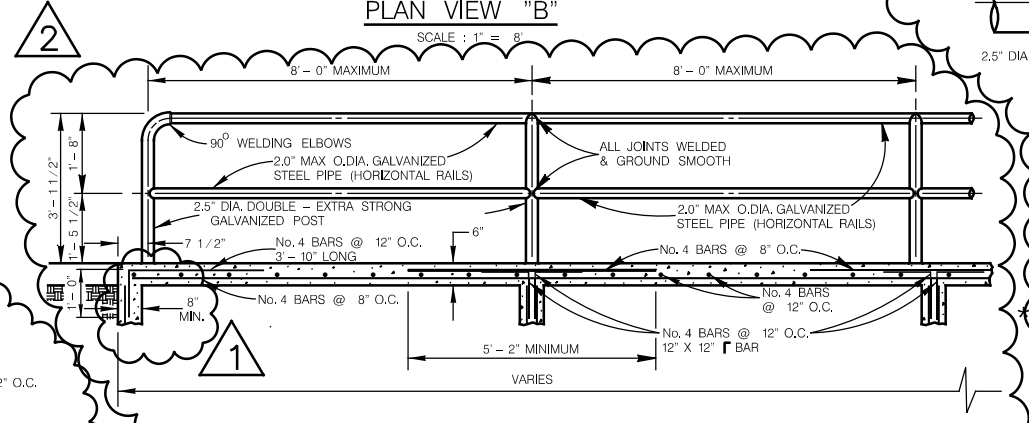 PLAN VIEW "B"
SCALE : 1" = 8'
2
2.5" DIA
8'-0" MAXIMUM
8'-0" MAXIMUM
90° WELDING ELBOWS
2.0" MAX O.DIA. GALVANIZED
STEEL PIPE (HORIZONTAL RAILS)
ALL JOINTS WELDED
& GROUND SMOOTH
3'-1 1/2"
1'-8"
1'-5 1/2"
2.5" DIA. DOUBLE - EXTRA STRONG
GALVANIZED POST
2.0" MAX O.DIA. GALVANIZED
STEEL PIPE (HORIZONTAL RAILS)
7 1/2"
No. 4 BARS @ 12" O.C.
3'-10" LONG
6"
No. 4 BARS @ 8" O.C.
1'-0"
8"
MIN.
No. 4 BARS @ 8" O.C.
No. 4 BARS
@ 12" O.C.
No. 4 BARS @ 12" O.C.
12" X 12" Γ BAR
1
5'-2" MINIMUM
VARIES
2" O.C.